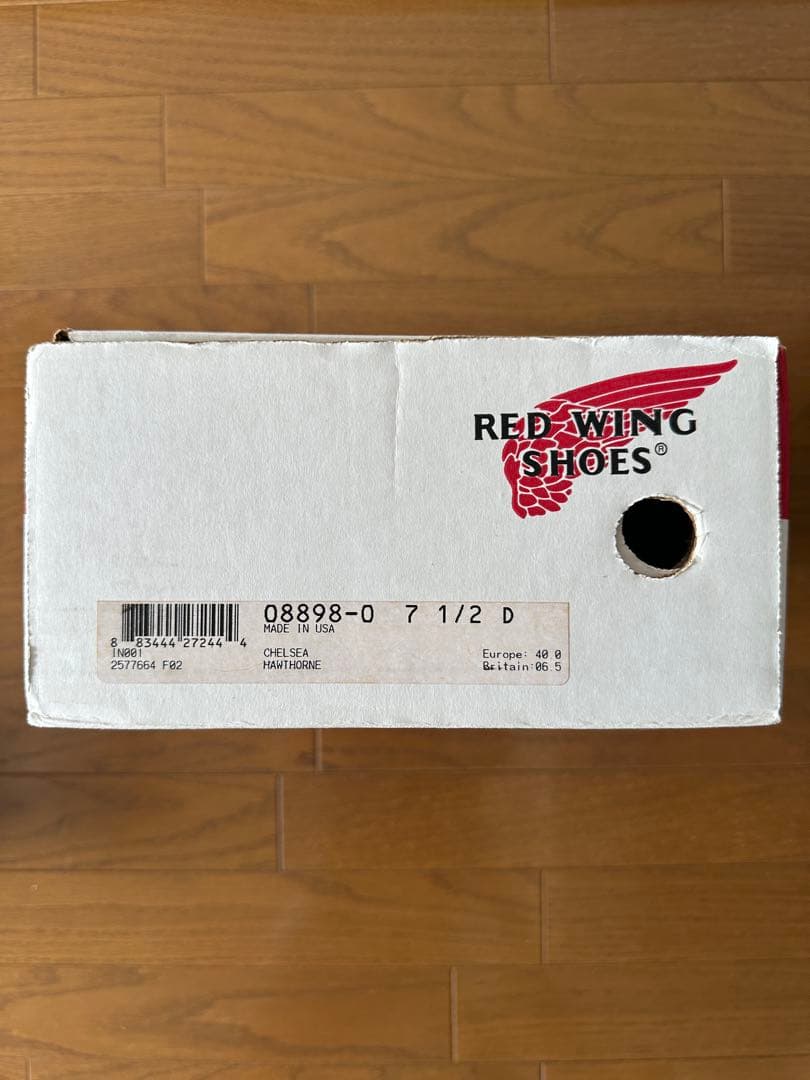 RED WING
SHOES®
08898-0 7 1/2 D
MADE IN USA
8 83444 27244 4
IN001 CHELSEA Europe: 40 0
2577664 F02 HAWTHORNE Britain:06 5